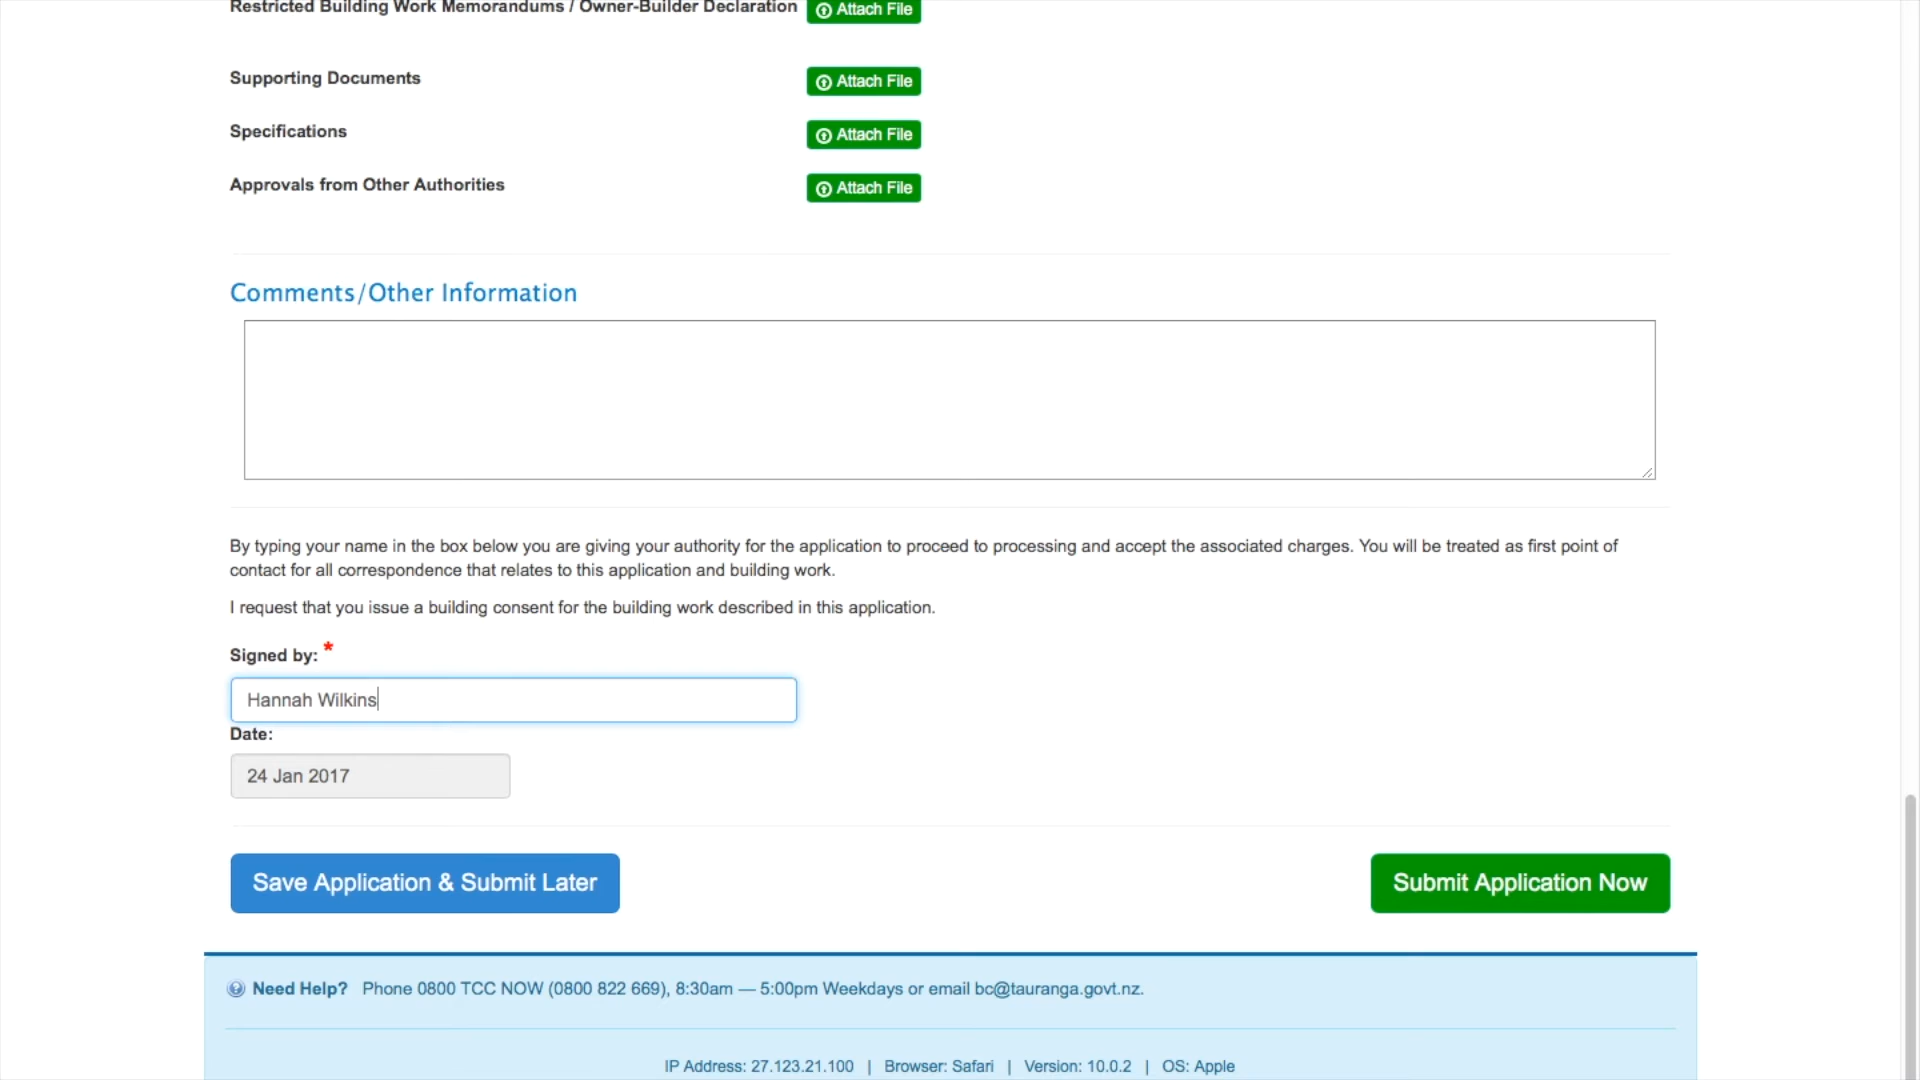 Restricted Building Work Memorandums / Owner-Builder Declaration Attach File
Supporting Documents Attach File
Specifications Attach File
Approvals from Other Authorities Attach File
Comments/Other Information
By typing your name in the box below you are giving your authority for the application to proceed to processing and accept the associated charges. You will be treated as first point of
contact for all correspondence that relates to this application and building work.
I request that you issue a building consent for the building work described in this application.
Signed by: *
Hannah Wilkins
Date:
24 Jan 2017
Save Application & Submit Later Submit Application Now
Need Help? Phone 0800 TCC NOW (0800 822 669), 8:30am — 5:00pm Weekdays or email bc@tauranga.govt.nz.
IP Address: 27.123.21.100 | Browser: Safari | Version: 10.0.2 | OS: Apple